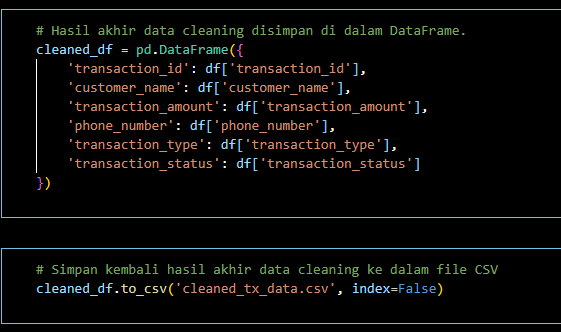 # Hasil akhir data cleaning disimpan di dalam DataFrame.
cleaned_df = pd.DataFrame({
    'transaction_id': df['transaction_id'],
    'customer_name': df['customer_name'],
    'transaction_amount': df['transaction_amount'],
    'phone_number': df['phone_number'],
    'transaction_type': df['transaction_type'],
    'transaction_status': df['transaction_status']
})
# Simpan kembali hasil akhir data cleaning ke dalam file CSV
cleaned_df.to_csv('cleaned_tx_data.csv', index=False)